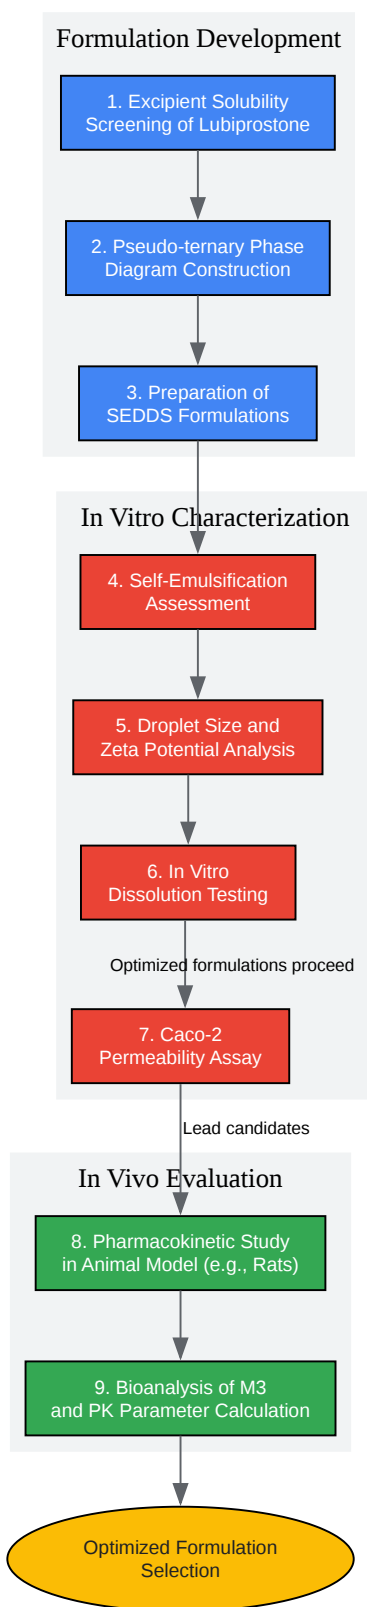 Formulation Development
1. Excipient Solubility
Screening of Lubiprostone
2. Pseudo-ternary Phase
Diagram Construction
3. Preparation of
SEDDS Formulations
In Vitro Characterization
4. Self-Emulsification
Assessment
5. Droplet Size and
Zeta Potential Analysis
6. In Vitro
Dissolution Testing
Optimized formulations proceed
7. Caco-2
Permeability Assay
Lead candidates
In Vivo Evaluation
8. Pharmacokinetic Study
in Animal Model (e.g., Rats)
9. Bioanalysis of M3
and PK Parameter Calculation
Optimized Formulation
Selection